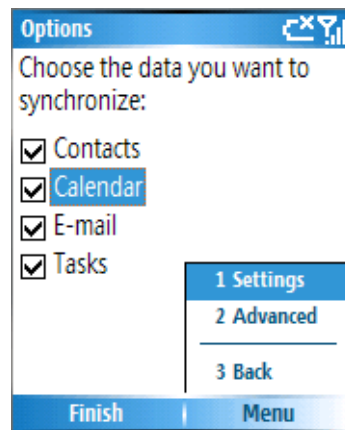 Options
Choose the data you want to
synchronize:
Contacts
Calendar
E-mail
Tasks
1 Settings
2 Advanced
3 Back
Finish
Menu